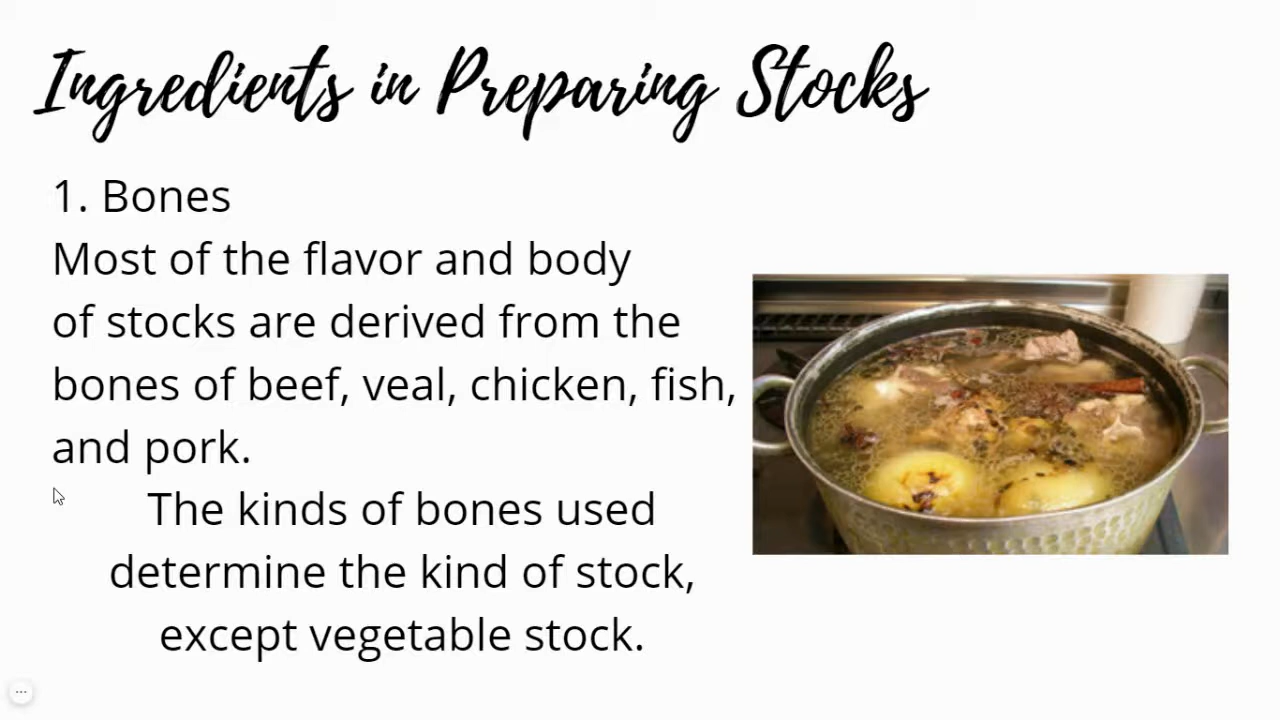 Ingredients in Preparing Stocks
1. Bones
Most of the flavor and body
of stocks are derived from the
bones of beef, veal, chicken, fish,
and pork.
The kinds of bones used
determine the kind of stock,
except vegetable stock.